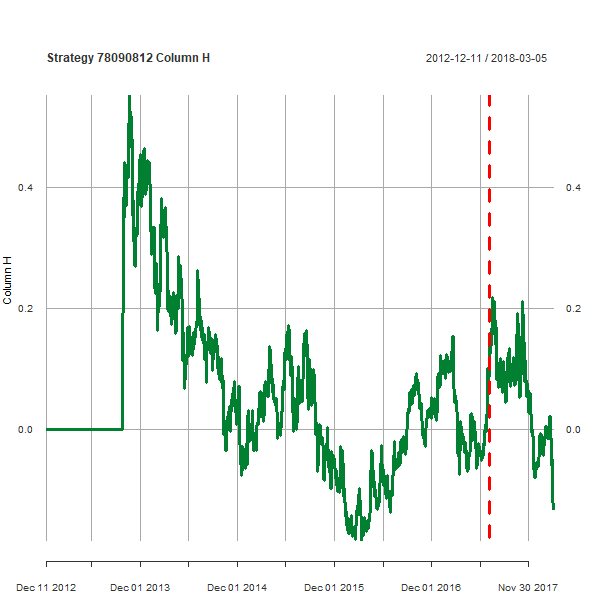 Strategy 78090812 Column H
2012-12-11 / 2018-03-05
0.4
0.4
0.2
0.2
0.0
0.0
Column H
Dec 11 2012
Dec 01 2013
Dec 01 2014
Dec 01 2015
Dec 01 2016
Nov 30 2017